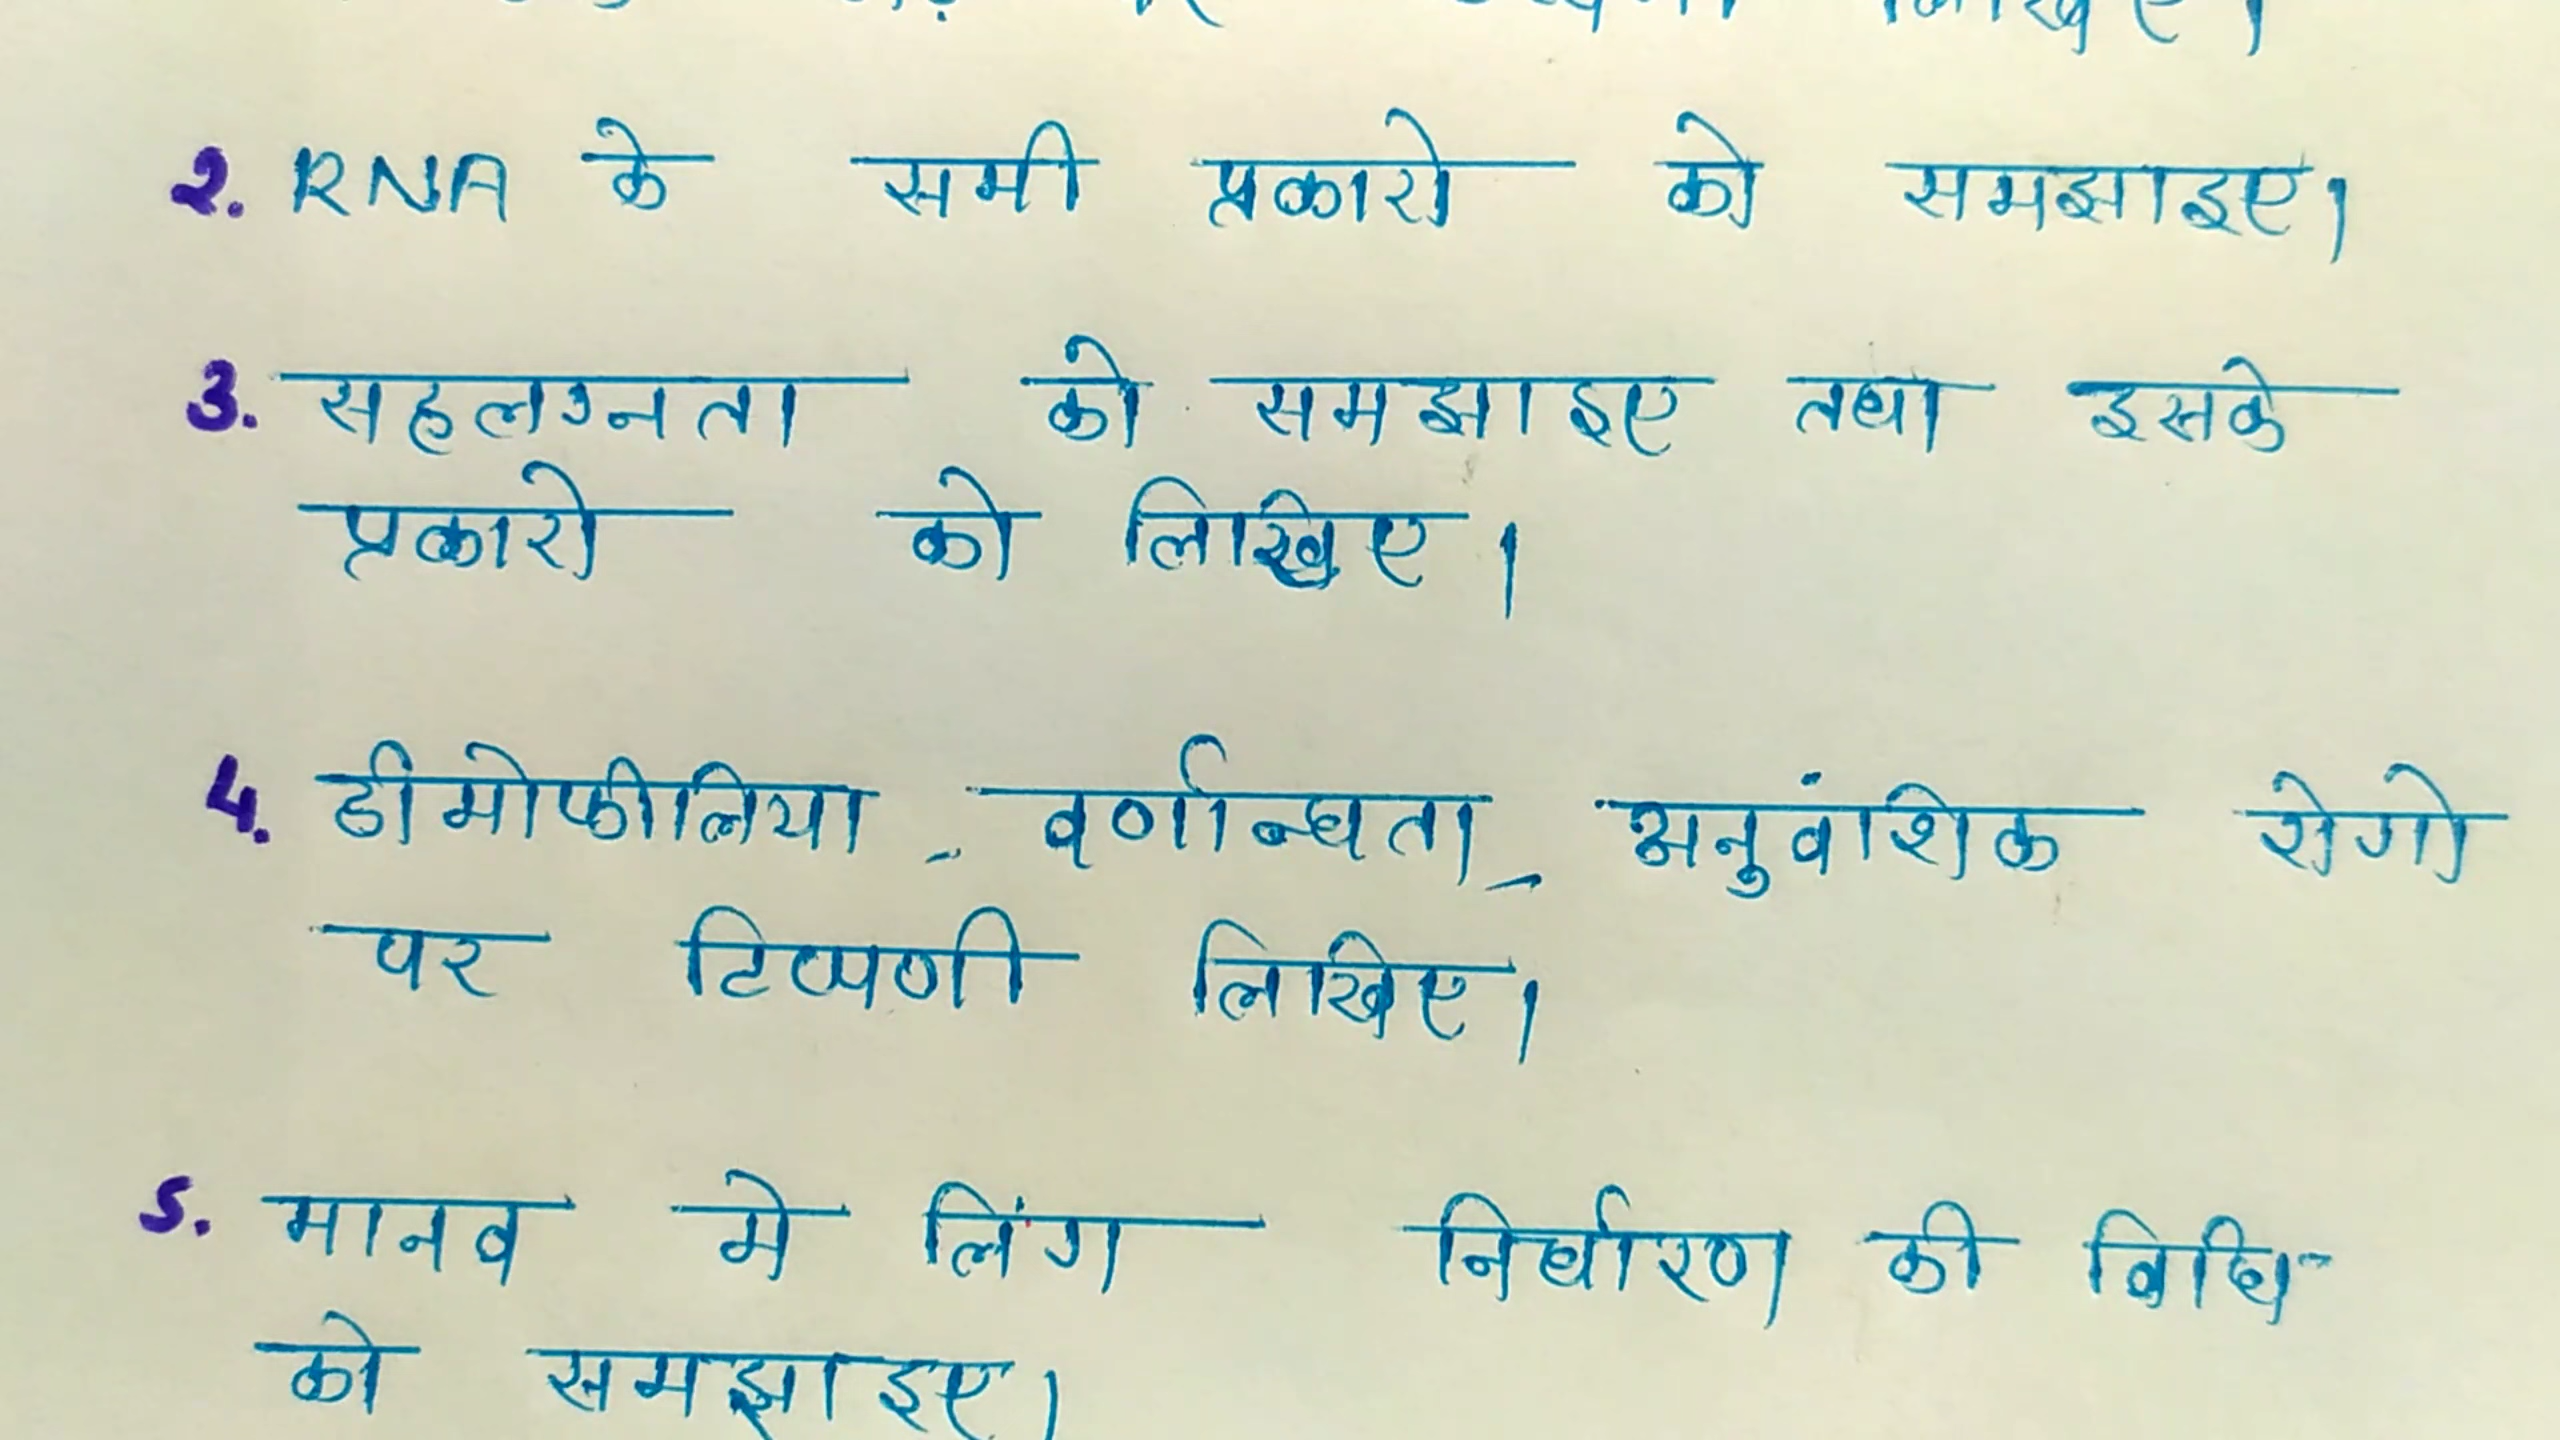 लिखिए।
2. RNA के सभी प्रकारो को समझाइए।
3. सहलग्नता को समझाइए तथा इसके
प्रकारो को लिखिए।
4. हीमोफीलिया, वर्णान्धता, अनुवांशिक रोगो
पर टिप्पणी लिखिए।
5. मानव मे लिंग निर्धारण की विधि
को समझाइए।